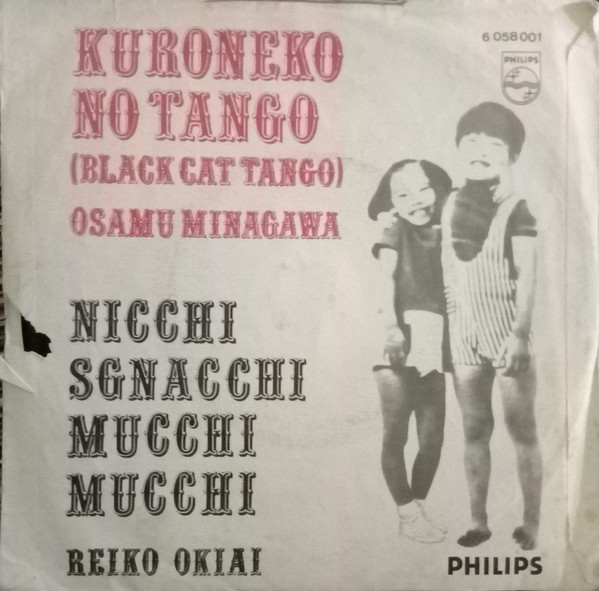 KURONEKO
NO TANGO
(BLACK CAT TANGO)
OSAMU MINAGAWA
6 058 001
PHILIPS
NICCHI
SGNACCHI
MUCCHI
MUCCHI
REIKO OKIAI
PHILIPS